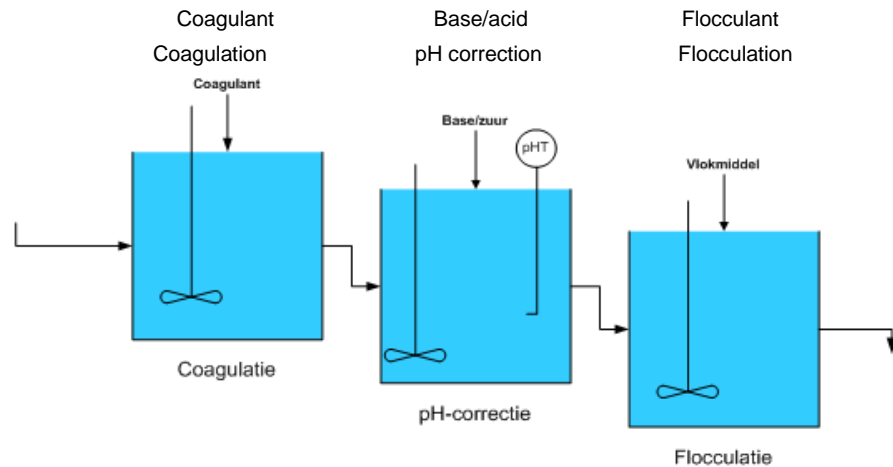 Coagulant Base/acid Flocculant
Coagulation pH correction Flocculation
Coagulant
Base/zuur
pHT
Vlokmiddel
Coagulatie
pH-correctie
Flocculatie